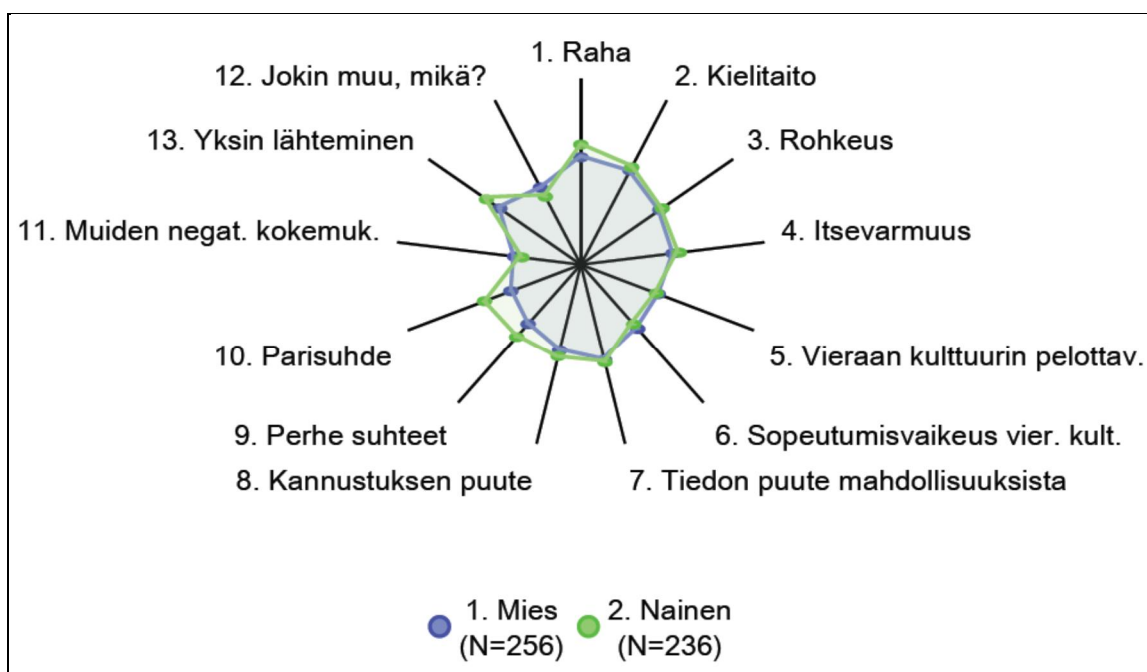 1. Raha
2. Kielitaito
3. Rohkeus
4. Itsevarmuus
5. Vieraan kulttuurin pelottav.
6. Sopeutumisvaikeus vier. kult.
7. Tiedon puute mahdollisuuksista
8. Kannustuksen puute
9. Perhe suhteet
10. Parisuhde
11. Muiden negat. kokemuk.
13. Yksin lähteminen
12. Jokin muu, mikä?
1. Mies
(N=256)
2. Nainen
(N=236)